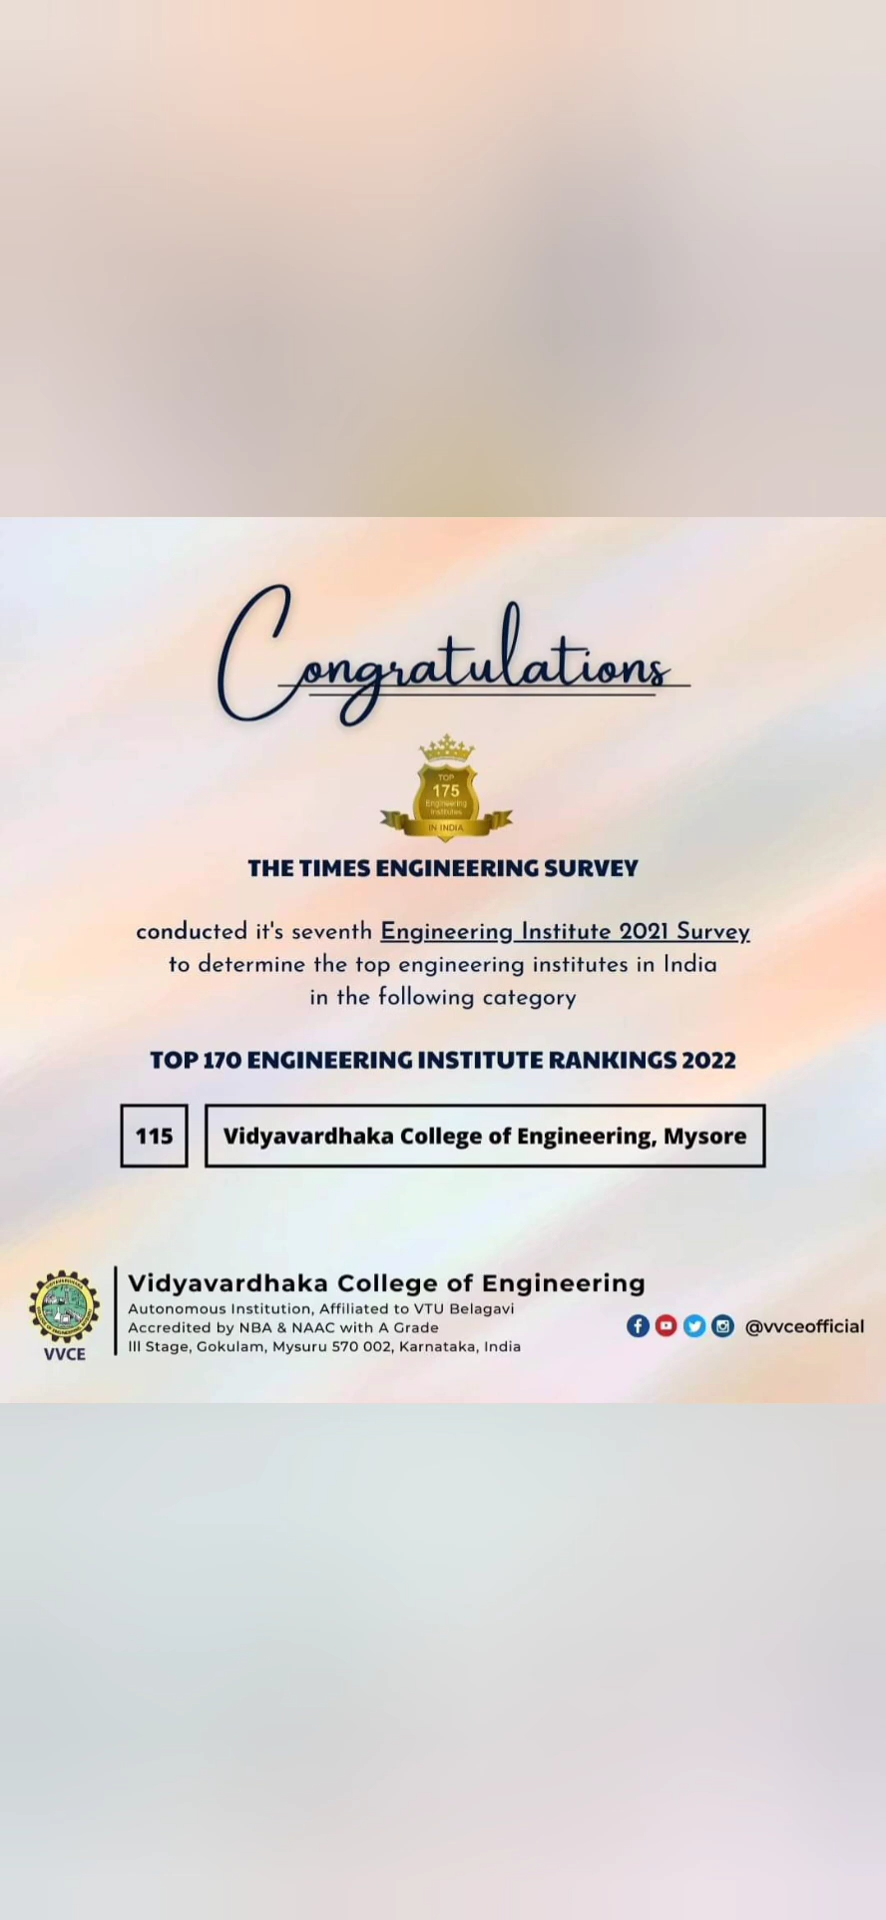 Congratulations
TOP
175
Engineering
Institutes
IN INDIA
THE TIMES ENGINEERING SURVEY
conducted it's seventh Engineering Institute 2021 Survey
to determine the top engineering institutes in India
in the following category
TOP 170 ENGINEERING INSTITUTE RANKINGS 2022
115 Vidyavardhaka College of Engineering, Mysore
Vidyavardhaka College of Engineering
Autonomous Institution, Affiliated to VTU Belagavi
Accredited by NBA & NAAC with A Grade
III Stage, Gokulam, Mysuru 570 002, Karnataka, India
VVCE
@vvceofficial